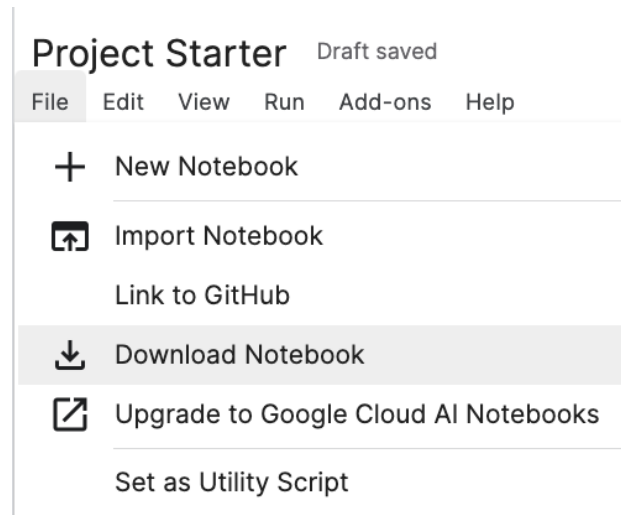 Project Starter Draft saved
File Edit View Run Add-ons Help
New Notebook
Import Notebook
Link to GitHub
Download Notebook
Upgrade to Google Cloud AI Notebooks
Set as Utility Script